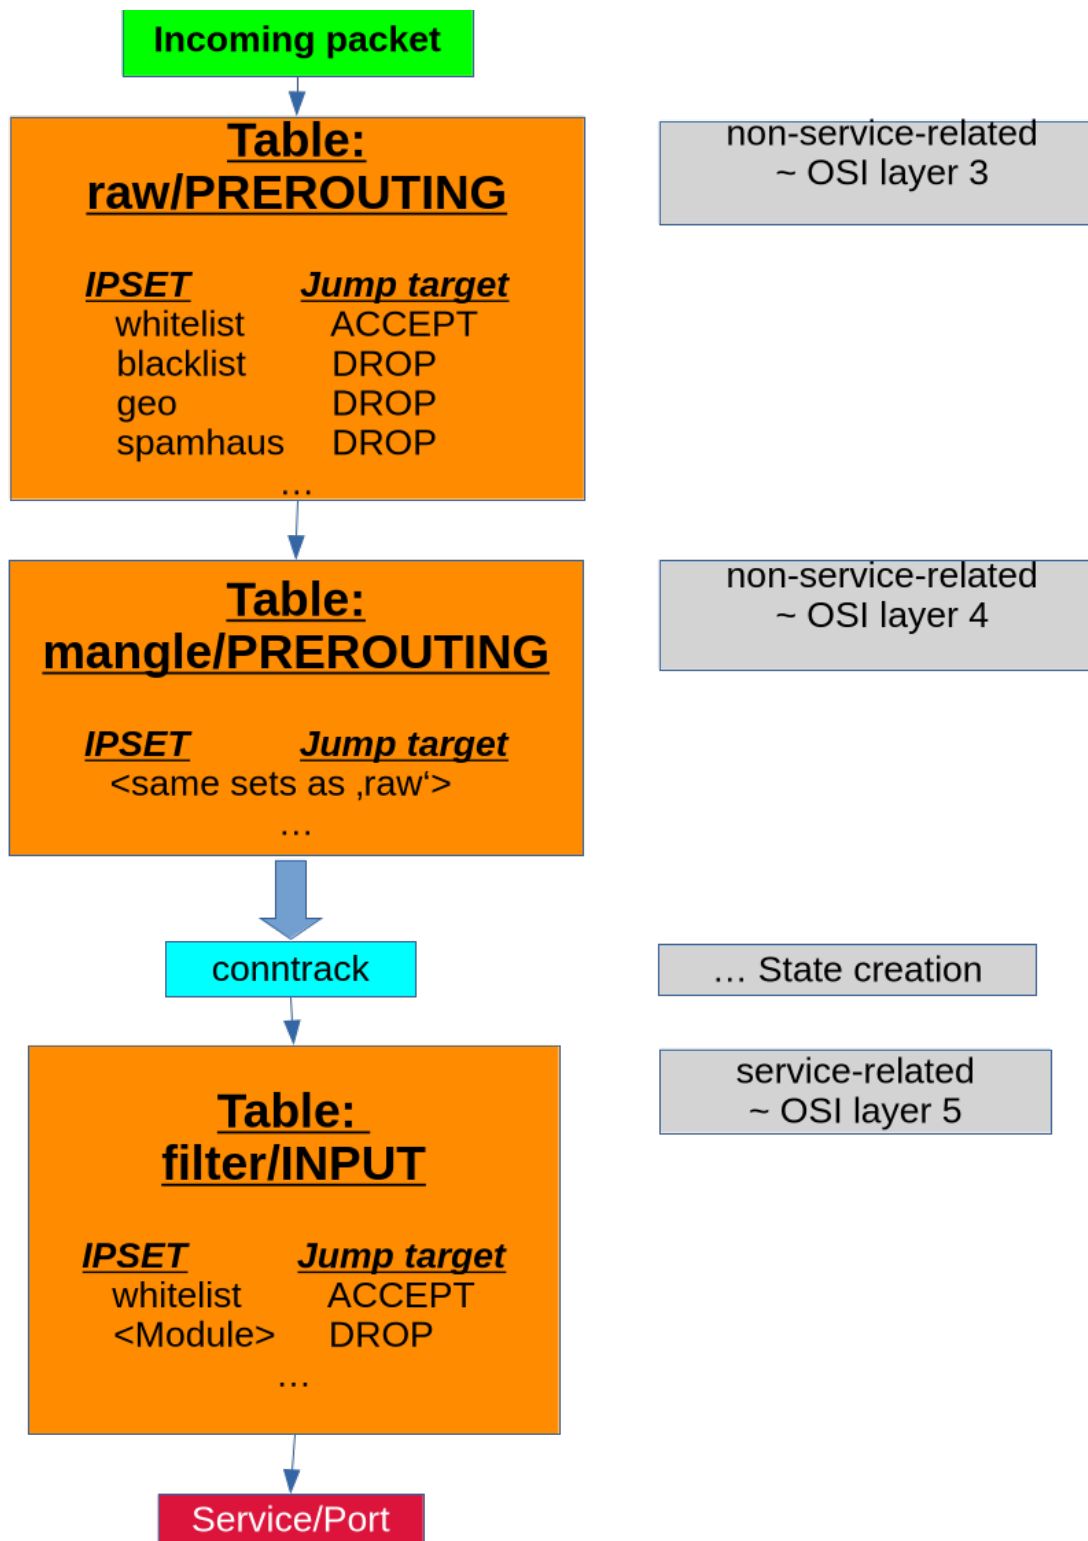 Incoming packet
Table:
raw/PREROUTING
non-service-related
~ OSI layer 3
IPSET Jump target
whitelist ACCEPT
blacklist DROP
geo DROP
spamhaus DROP
…
Table:
mangle/PREROUTING
non-service-related
~ OSI layer 4
IPSET Jump target
<same sets as ‚raw‘>
…
conntrack
… State creation
Table:
filter/INPUT
service-related
~ OSI layer 5
IPSET Jump target
whitelist ACCEPT
<Module> DROP
…
Service/Port